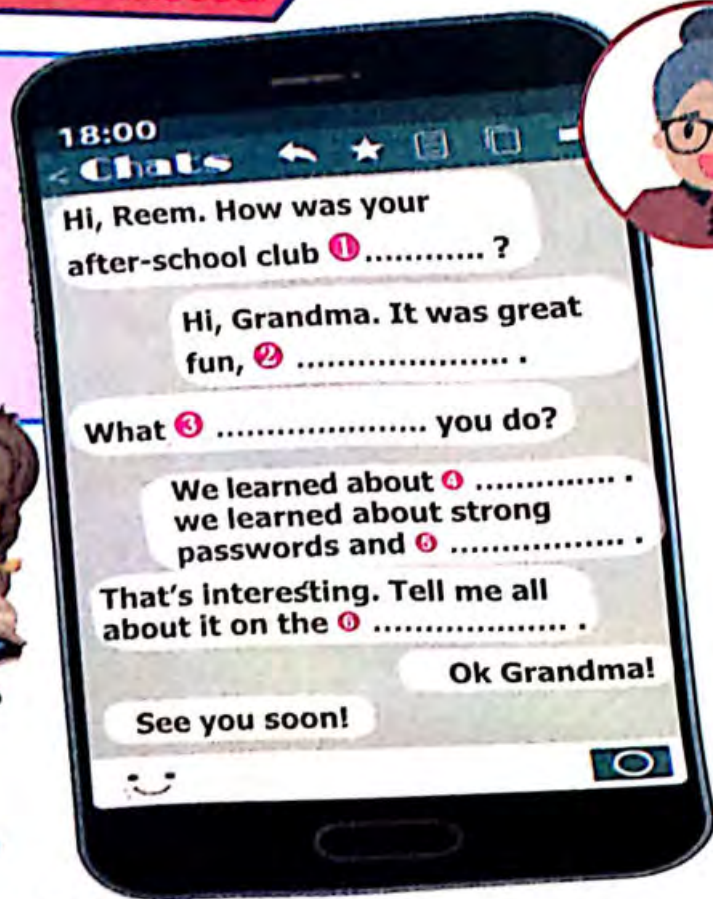 18:00
< Chats
Hi, Reem. How was your
after-school club ❶ ............ ?
Hi, Grandma. It was great
fun, ❷ ..................... .
What ❸ ..................... you do?
We learned about ❹ .............. .
we learned about strong
passwords and ❺ ................. .
That's interesting. Tell me all
about it on the ❻ ................... .
Ok Grandma!
See you soon!